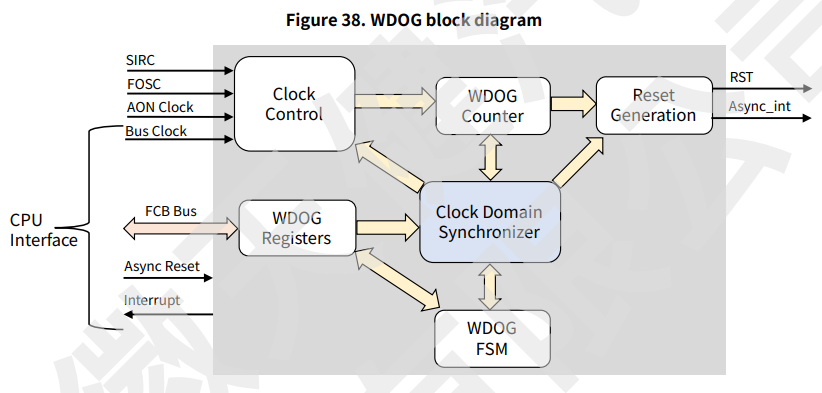 Figure 38. WDOG block diagram
SIRC
FOSC
AON Clock
Bus Clock
Clock
Control
WDOG
Counter
Reset
Generation
RST
Async_int
CPU
Interface
FCB Bus
WDOG
Registers
Clock Domain
Synchronizer
Async Reset
Interrupt
WDOG
FSM